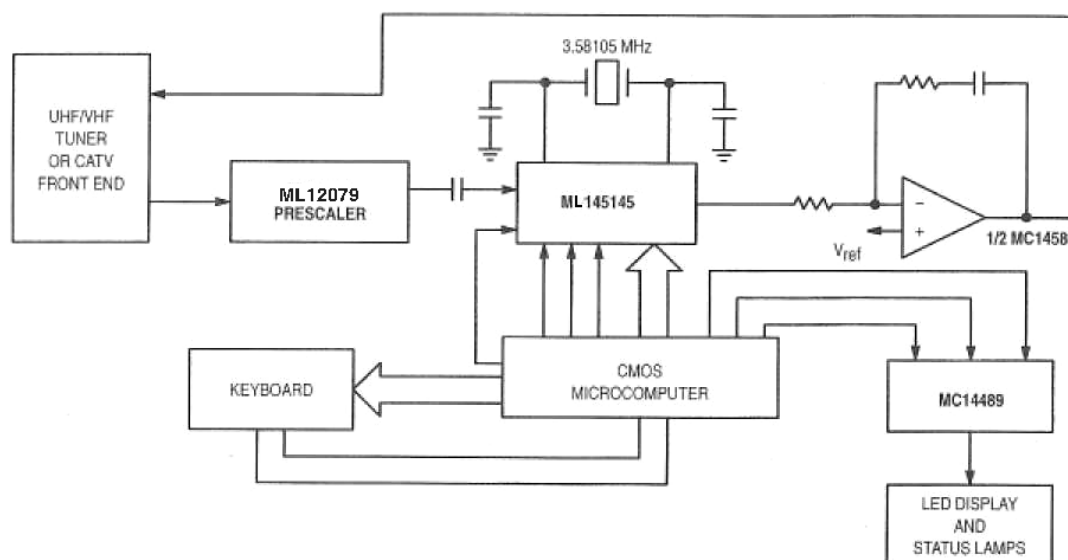 3.58105 MHz
UHF/VHF
TUNER
OR CATV
FRONT END
ML12079
PRESCALER
ML145145
−
+
V_ref
1/2 MC1458
KEYBOARD
CMOS
MICROCOMPUTER
MC14489
LED DISPLAY
AND
STATUS LAMPS